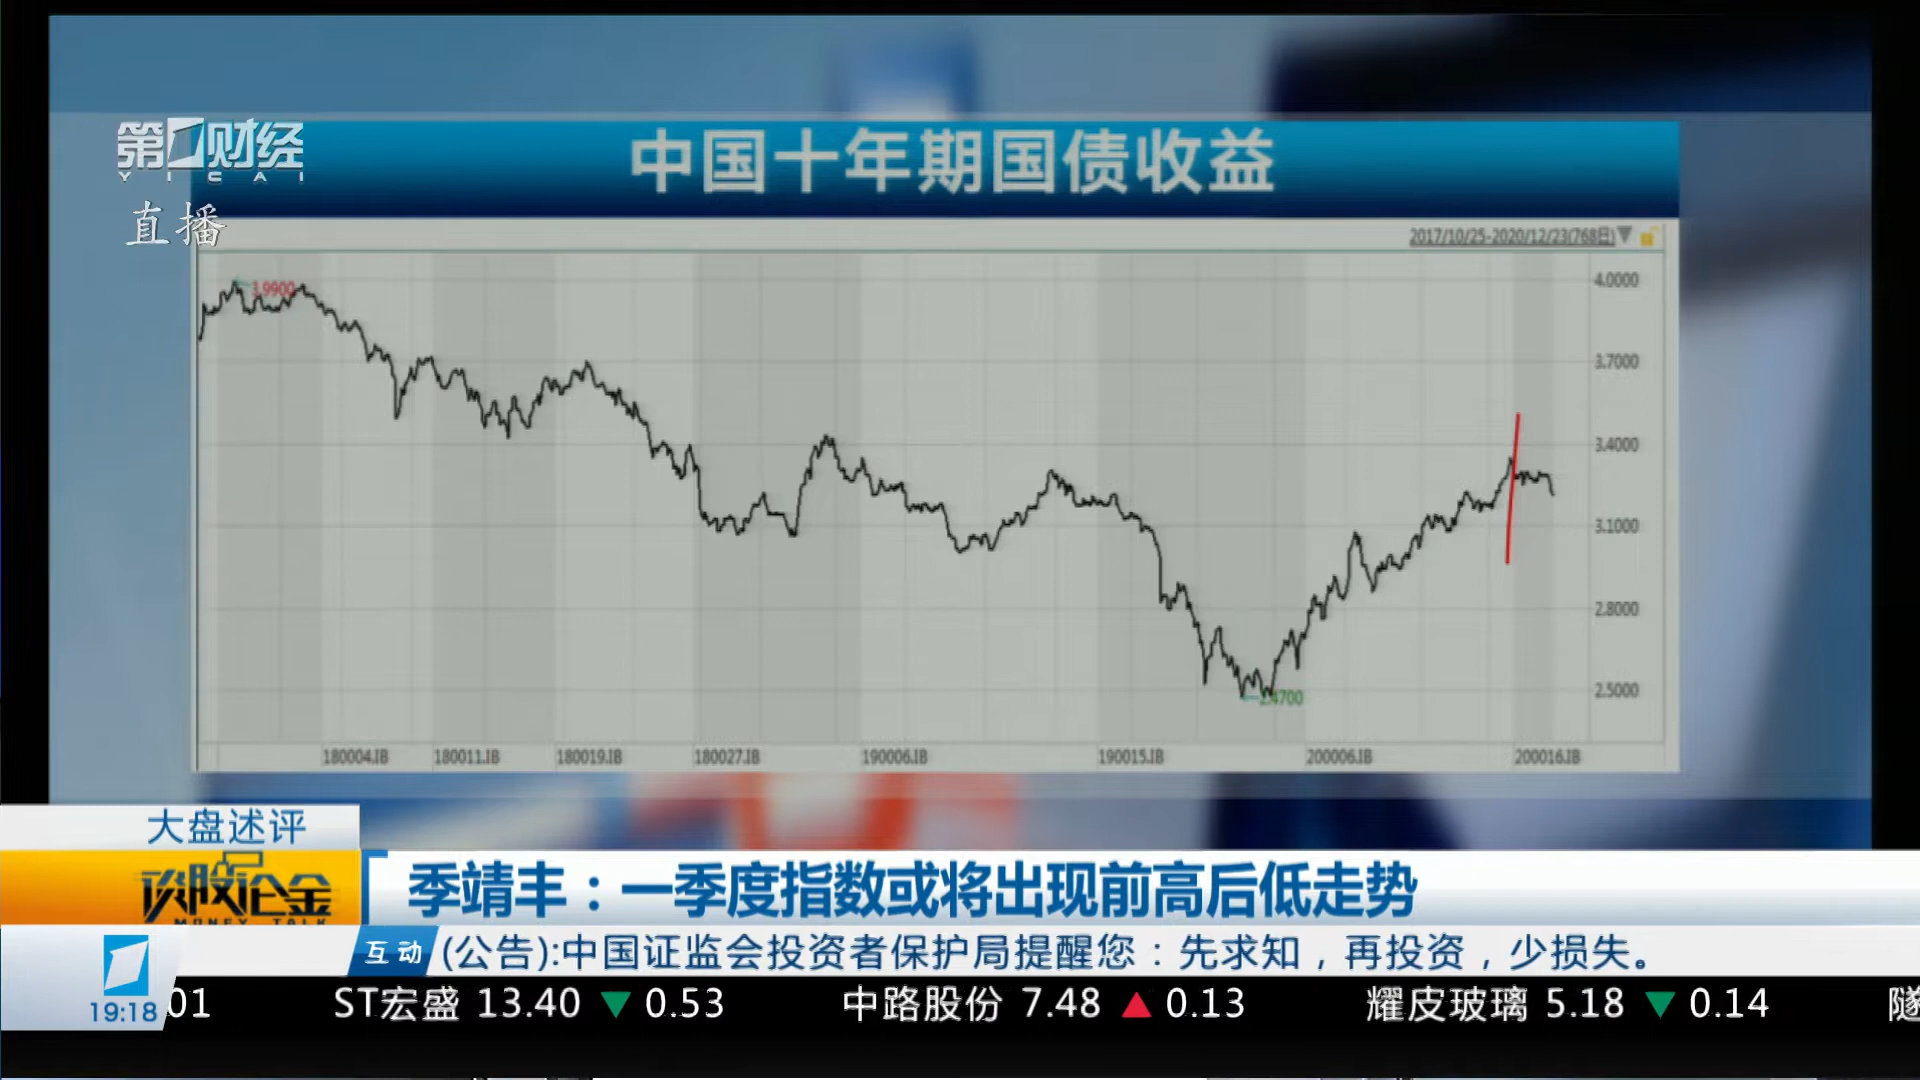 第1财经
YICAI
直播
中国十年期国债收益
2017/10/25-2020/12/23(768日)
3.9900
4.0000
3.7000
3.4000
3.1000
2.8000
2.5000
2.4700
180004.IB 180011.IB 180019.IB 180027.IB 190006.IB 190015.IB 200006.IB 200016.IB
大盘述评
谈股论金
MONEY TALK
季靖丰：一季度指数或将出现前高后低走势
互动 (公告):中国证监会投资者保护局提醒您：先求知，再投资，少损失。
19:18
01 ST宏盛 13.40 ▼ 0.53 中路股份 7.48 ▲ 0.13 耀皮玻璃 5.18 ▼ 0.14 隧